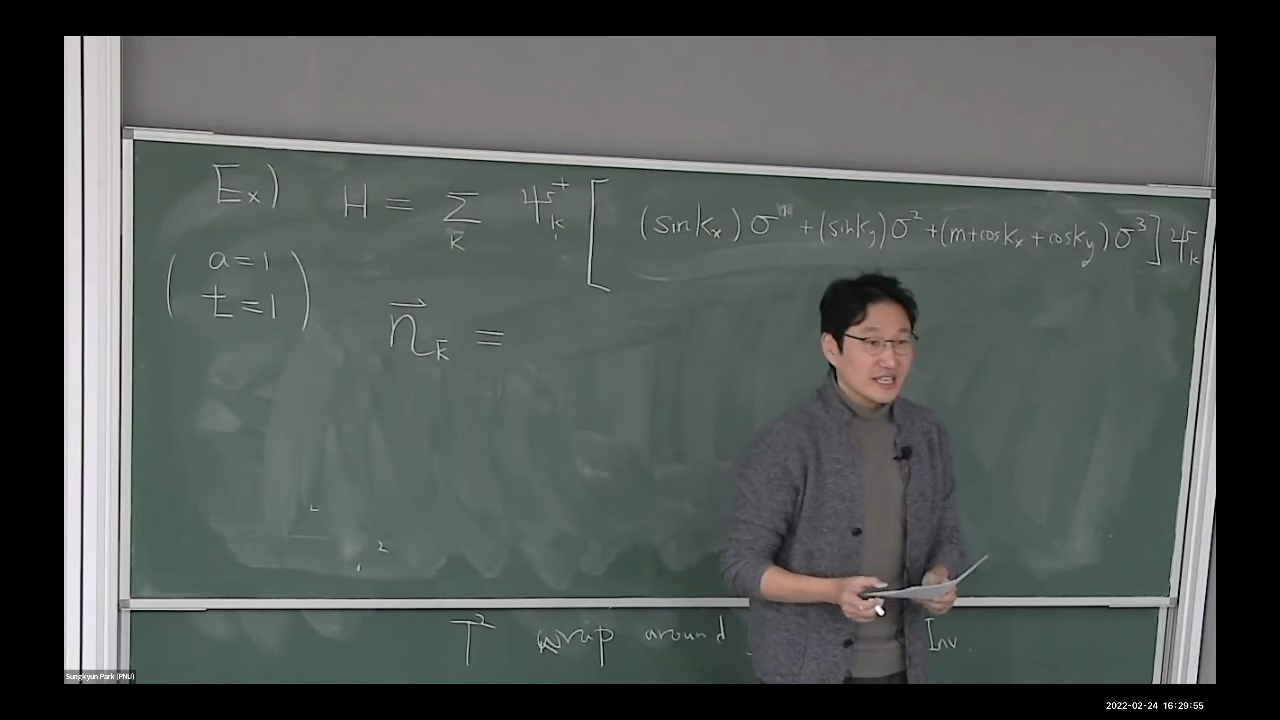 Ex) H = Σ_k Ψ_k^† [ (sin k_x) σ^1 + (sin k_y) σ^2 + (m + cos k_x + cos k_y) σ^3 ] Ψ_k
( a = 1
t = 1 )
n⃗_k =
T^2 wrap around Inv.
Sungkyun Park (PNU)
2022-02-24 16:29:55